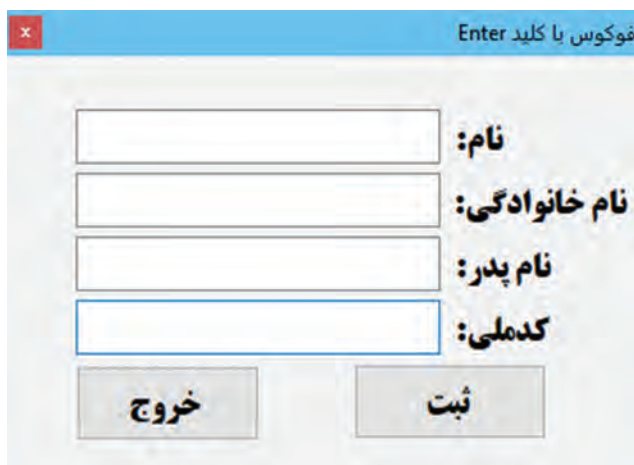 فوکوس با کلید Enter
x
نام:
نام خانوادگی:
نام پدر:
کدملی:
ثبت
خروج